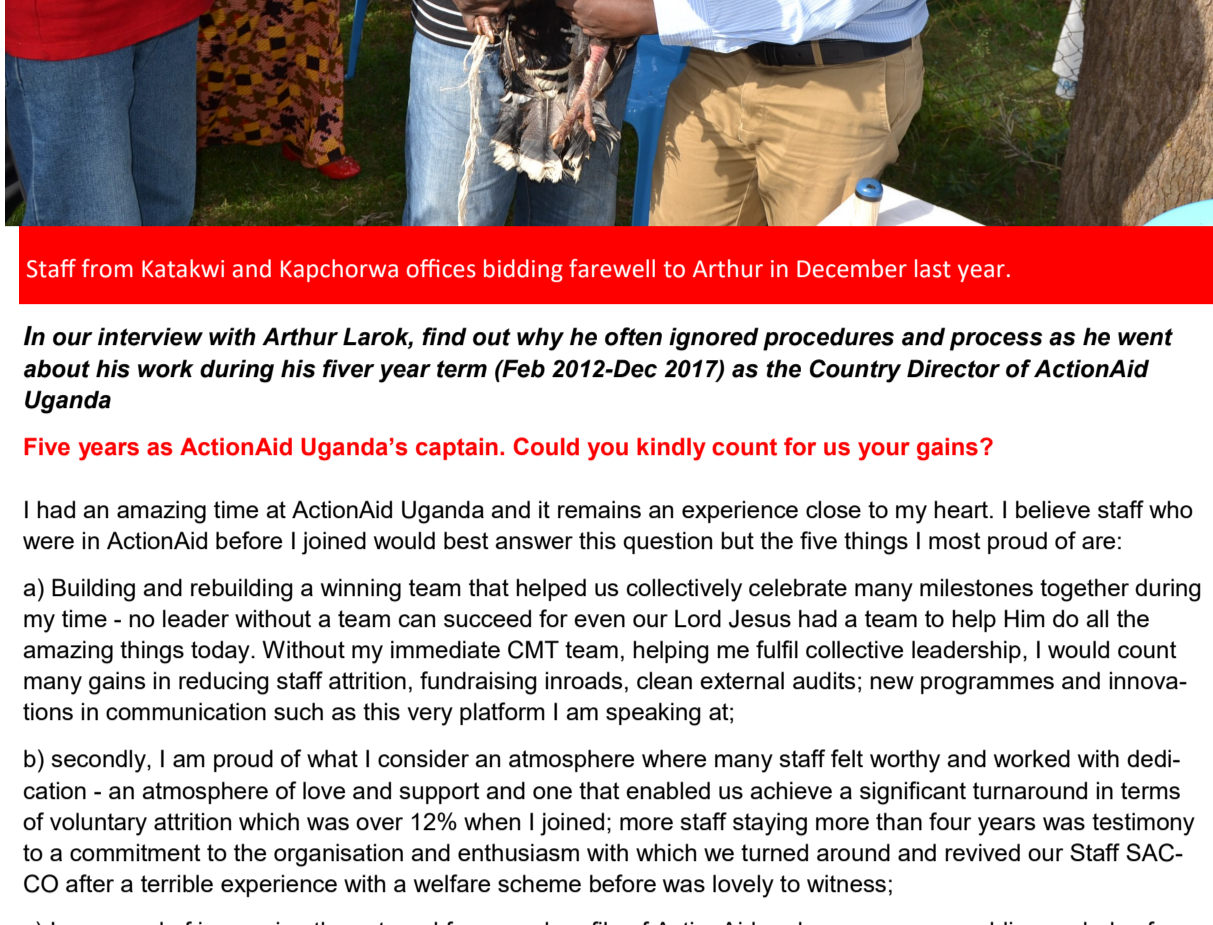 Staff from Katakwi and Kapchorwa offices bidding farewell to Arthur in December last year.
In our interview with Arthur Larok, find out why he often ignored procedures and process as he went
about his work during his fiver year term (Feb 2012-Dec 2017) as the Country Director of ActionAid
Uganda
Five years as ActionAid Uganda’s captain. Could you kindly count for us your gains?
I had an amazing time at ActionAid Uganda and it remains an experience close to my heart. I believe staff who
were in ActionAid before I joined would best answer this question but the five things I most proud of are:
a) Building and rebuilding a winning team that helped us collectively celebrate many milestones together during
my time - no leader without a team can succeed for even our Lord Jesus had a team to help Him do all the
amazing things today. Without my immediate CMT team, helping me fulfil collective leadership, I would count
many gains in reducing staff attrition, fundraising inroads, clean external audits; new programmes and innova-
tions in communication such as this very platform I am speaking at;
b) secondly, I am proud of what I consider an atmosphere where many staff felt worthy and worked with dedi-
cation - an atmosphere of love and support and one that enabled us achieve a significant turnaround in terms
of voluntary attrition which was over 12% when I joined; more staff staying more than four years was testimony
to a commitment to the organisation and enthusiasm with which we turned around and revived our Staff SAC-
CO after a terrible experience with a welfare scheme before was lovely to witness;